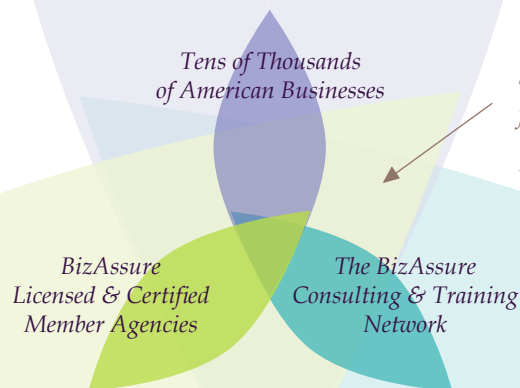 Tens of Thousands
of American Businesses
BizAssure
Licensed & Certified
Member Agencies
The BizAssure
Consulting & Training
Network